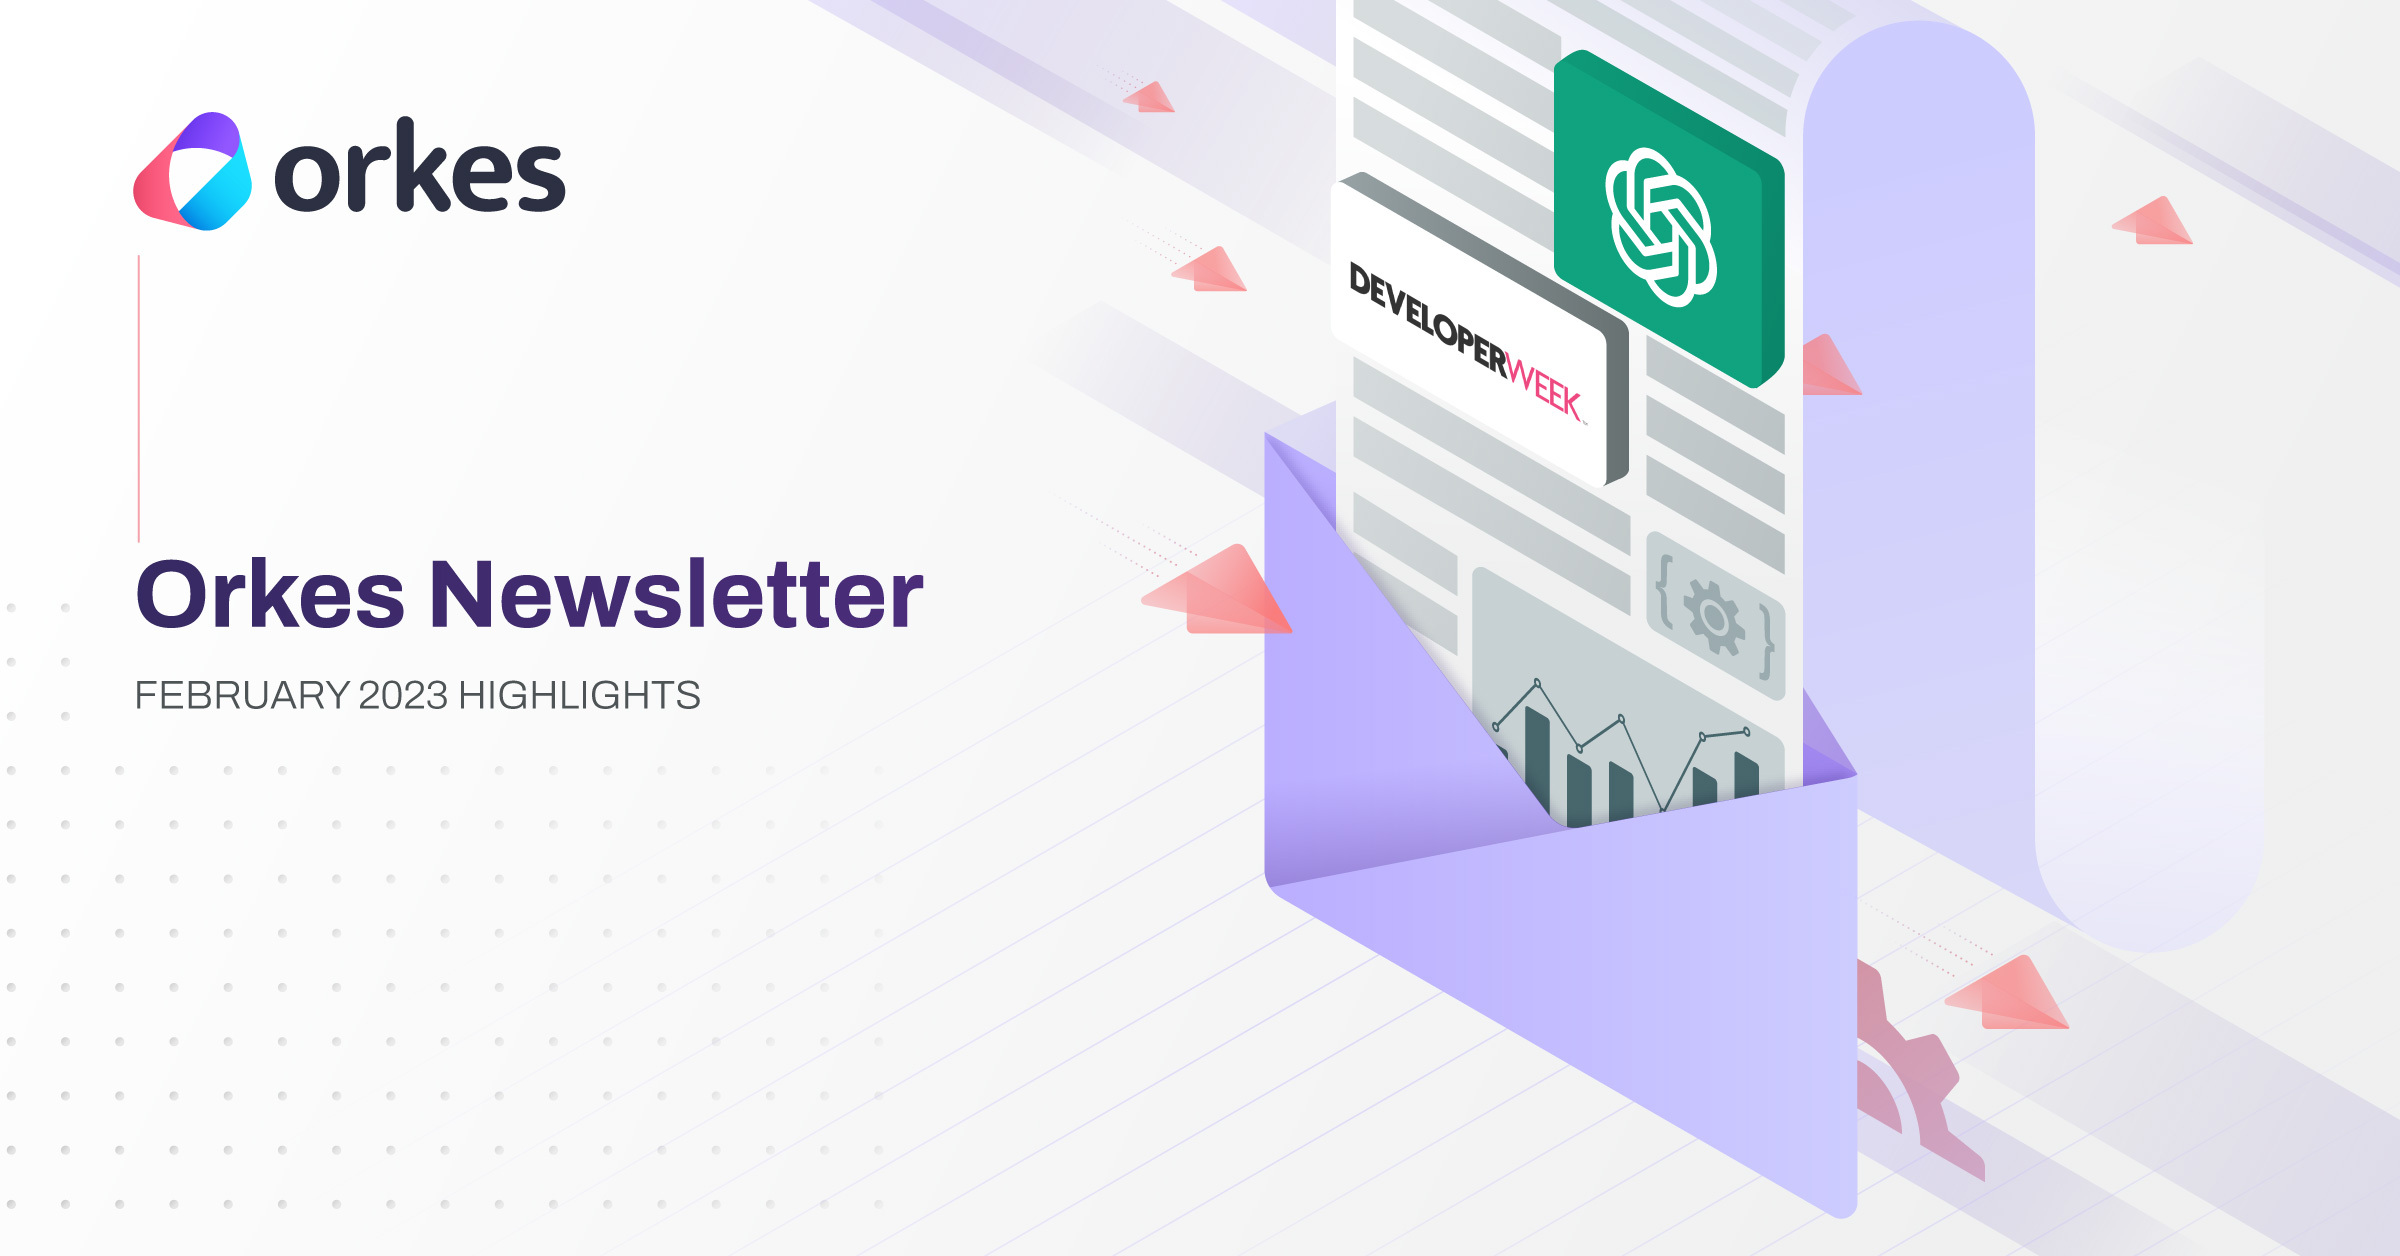 orkes
Orkes Newsletter
FEBRUARY 2023 HIGHLIGHTS
DEVELOPERWEEK
{ }